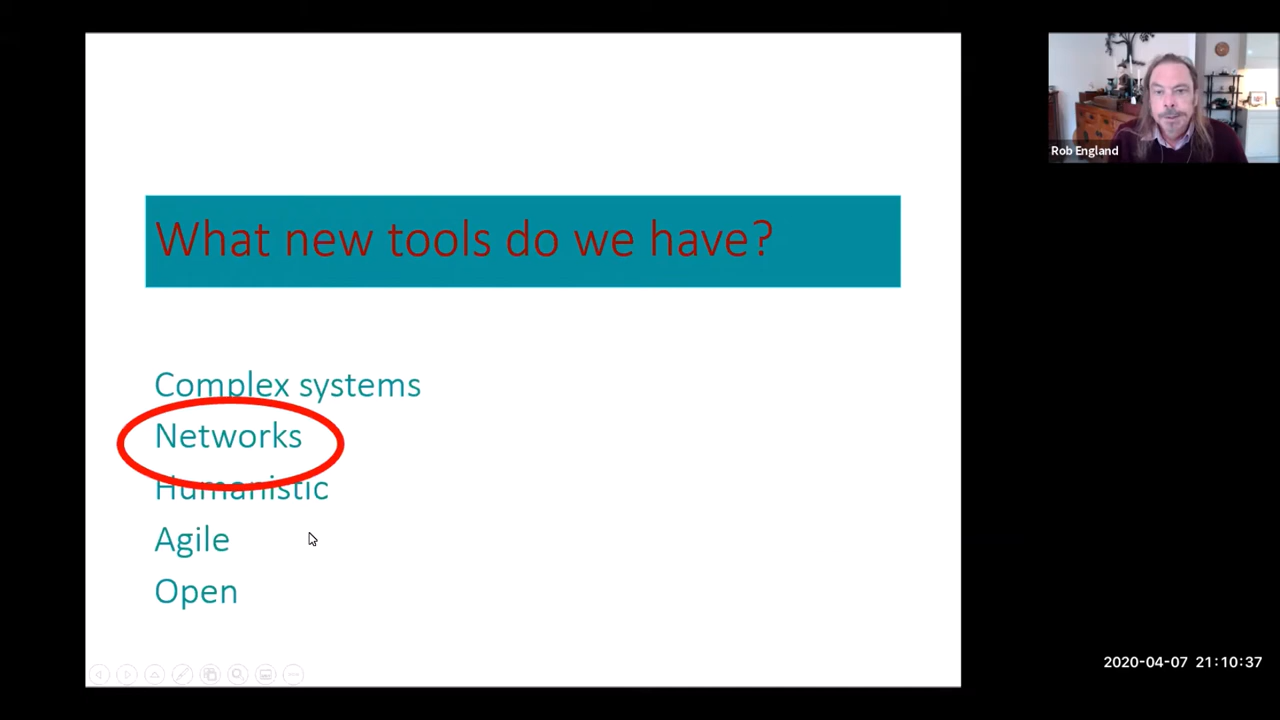 Rob England
What new tools do we have?
Complex systems
Networks
Humanistic
Agile
Open
2020-04-07 21:10:37